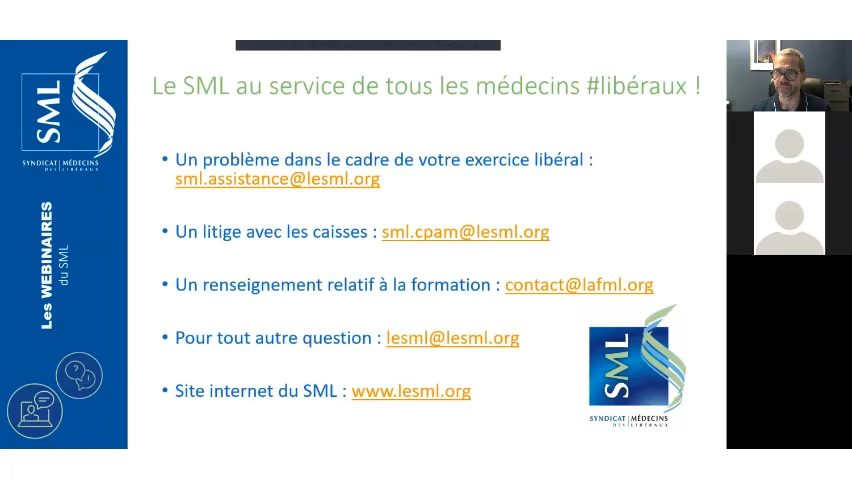 SML
SYNDICAT MÉDECINS
DES LIBÉRAUX
Les WEBINAIRES
du SML
Le SML au service de tous les médecins #libéraux !
• Un problème dans le cadre de votre exercice libéral :
sml.assistance@lesml.org
• Un litige avec les caisses : sml.cpam@lesml.org
• Un renseignement relatif à la formation : contact@lafml.org
• Pour tout autre question : lesml@lesml.org
• Site internet du SML : www.lesml.org
SML
SYNDICAT MÉDECINS
DES LIBÉRAUX